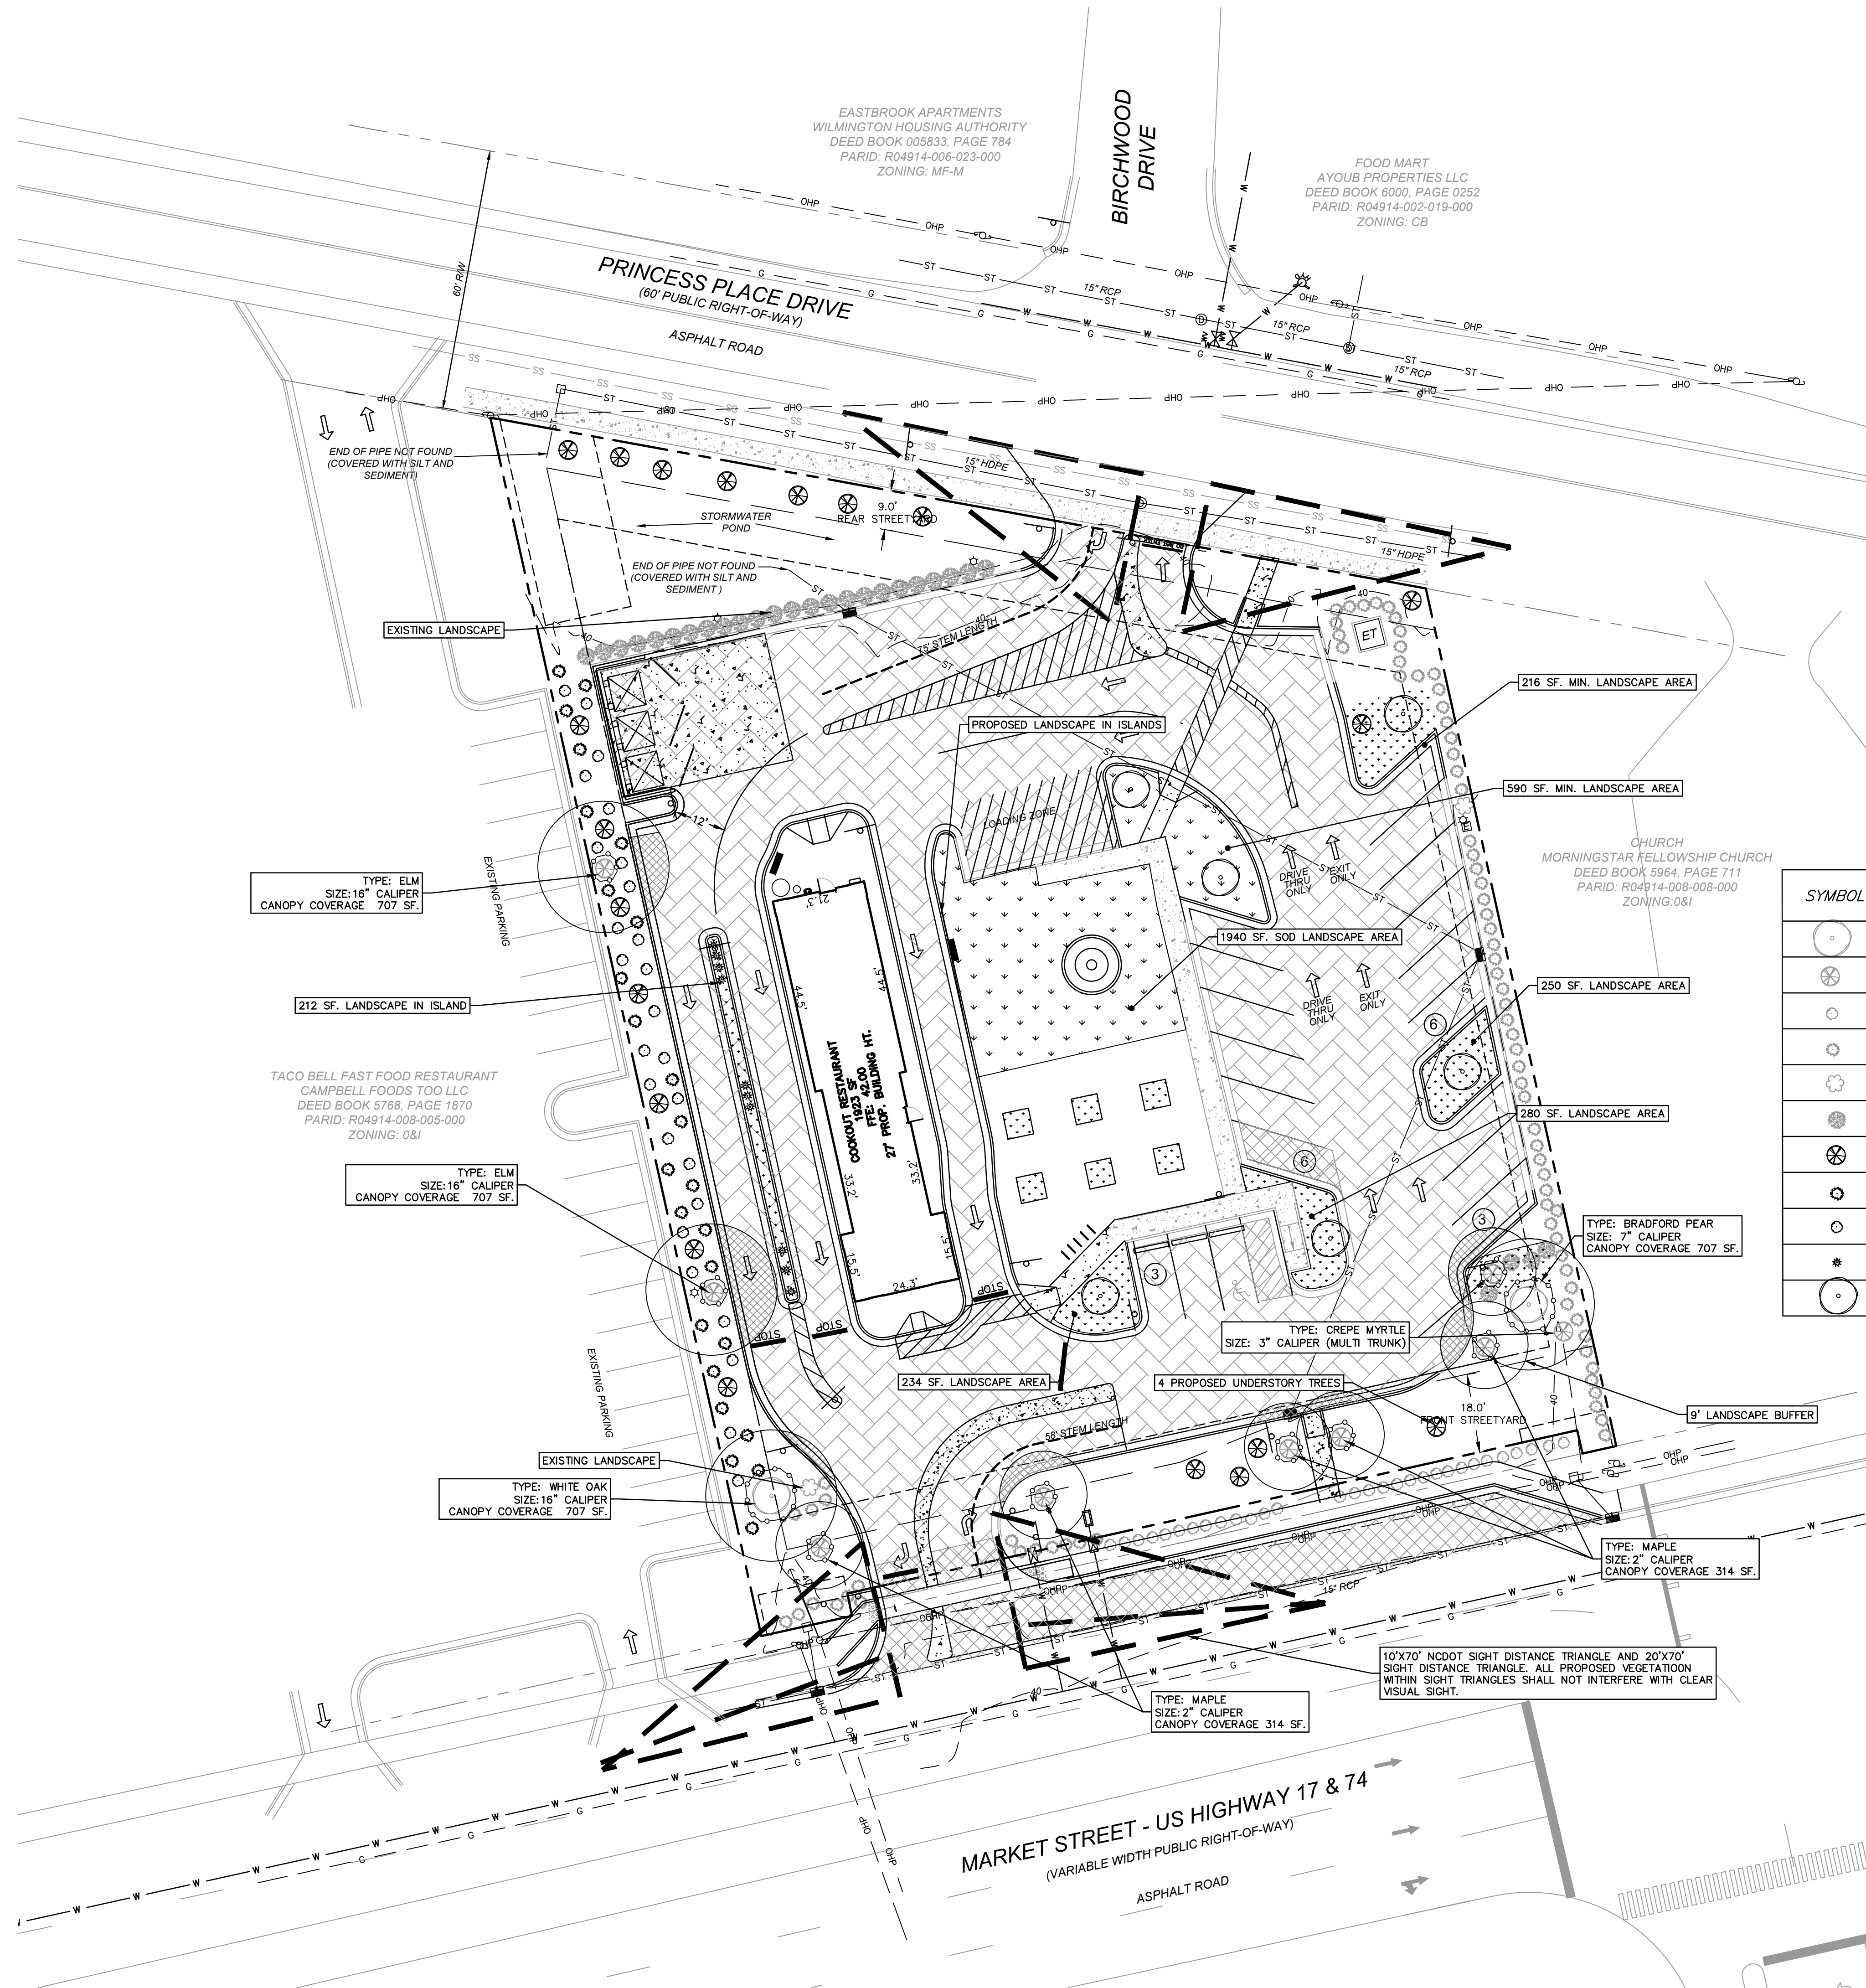 EASTBROOK APARTMENTS
WILMINGTON HOUSING AUTHORITY
DEED BOOK 005833, PAGE 784
PARID: R04914-006-023-000
ZONING: MF-M
BIRCHWOOD
DRIVE
FOOD MART
AYOUB PROPERTIES LLC
DEED BOOK 6000, PAGE 0252
PARID: R04914-002-019-000
ZONING: CB
60' R/W
PRINCESS PLACE DRIVE
(60' PUBLIC RIGHT-OF-WAY)
ASPHALT ROAD
15" RCP
15" RCP
15" RCP
END OF PIPE NOT FOUND
(COVERED WITH SILT AND
SEDIMENT)
15" HDPE
9.0'
REAR STREETYARD
STORMWATER
POND
15" HDPE
END OF PIPE NOT FOUND
(COVERED WITH SILT AND
SEDIMENT )
EXISTING LANDSCAPE
75' STEM LENGTH
ET
216 SF. MIN. LANDSCAPE AREA
PROPOSED LANDSCAPE IN ISLANDS
590 SF. MIN. LANDSCAPE AREA
12'
LOADING ZONE
CHURCH
MORNINGSTAR FELLOWSHIP CHURCH
DEED BOOK 5964, PAGE 711
PARID: R04914-008-008-000
ZONING:0&I
DRIVE
THRU
ONLY
EXIT
ONLY
TYPE: ELM
SIZE:16" CALIPER
CANOPY COVERAGE 707 SF.
EXISTING PARKING
21.3'
SYMBOL
1940 SF. SOD LANDSCAPE AREA
44.5'
44.5'
250 SF. LANDSCAPE AREA
212 SF. LANDSCAPE IN ISLAND
DRIVE
THRU
ONLY
EXIT
ONLY
6
COOKOUT RESTAURANT
1923 SF
FFE: 42.00
27' PROP. BUILDING HT.
TACO BELL FAST FOOD RESTAURANT
CAMPBELL FOODS TOO LLC
DEED BOOK 5768, PAGE 1870
PARID: R04914-008-005-000
ZONING: 0&I
280 SF. LANDSCAPE AREA
6
33.2'
33.2'
TYPE: ELM
SIZE:16" CALIPER
CANOPY COVERAGE 707 SF.
3
TYPE: BRADFORD PEAR
SIZE: 7" CALIPER
CANOPY COVERAGE 707 SF.
15.5'
15.5'
24.3'
3
STOP
STOP
STOP
TYPE: CREPE MYRTLE
SIZE: 3" CALIPER (MULTI TRUNK)
EXISTING PARKING
234 SF. LANDSCAPE AREA
4 PROPOSED UNDERSTORY TREES
18.0'
FRONT STREETYARD
9' LANDSCAPE BUFFER
58' STEM LENGTH
EXISTING LANDSCAPE
TYPE: WHITE OAK
SIZE:16" CALIPER
CANOPY COVERAGE 707 SF.
TYPE: MAPLE
SIZE:2" CALIPER
CANOPY COVERAGE 314 SF.
15" RCP
10'X70' NCDOT SIGHT DISTANCE TRIANGLE AND 20'X70'
SIGHT DISTANCE TRIANGLE. ALL PROPOSED VEGETATIOON
WITHIN SIGHT TRIANGLES SHALL NOT INTERFERE WITH CLEAR
VISUAL SIGHT.
TYPE: MAPLE
SIZE:2" CALIPER
CANOPY COVERAGE 314 SF.
MARKET STREET - US HIGHWAY 17 & 74
(VARIABLE WIDTH PUBLIC RIGHT-OF-WAY)
ASPHALT ROAD